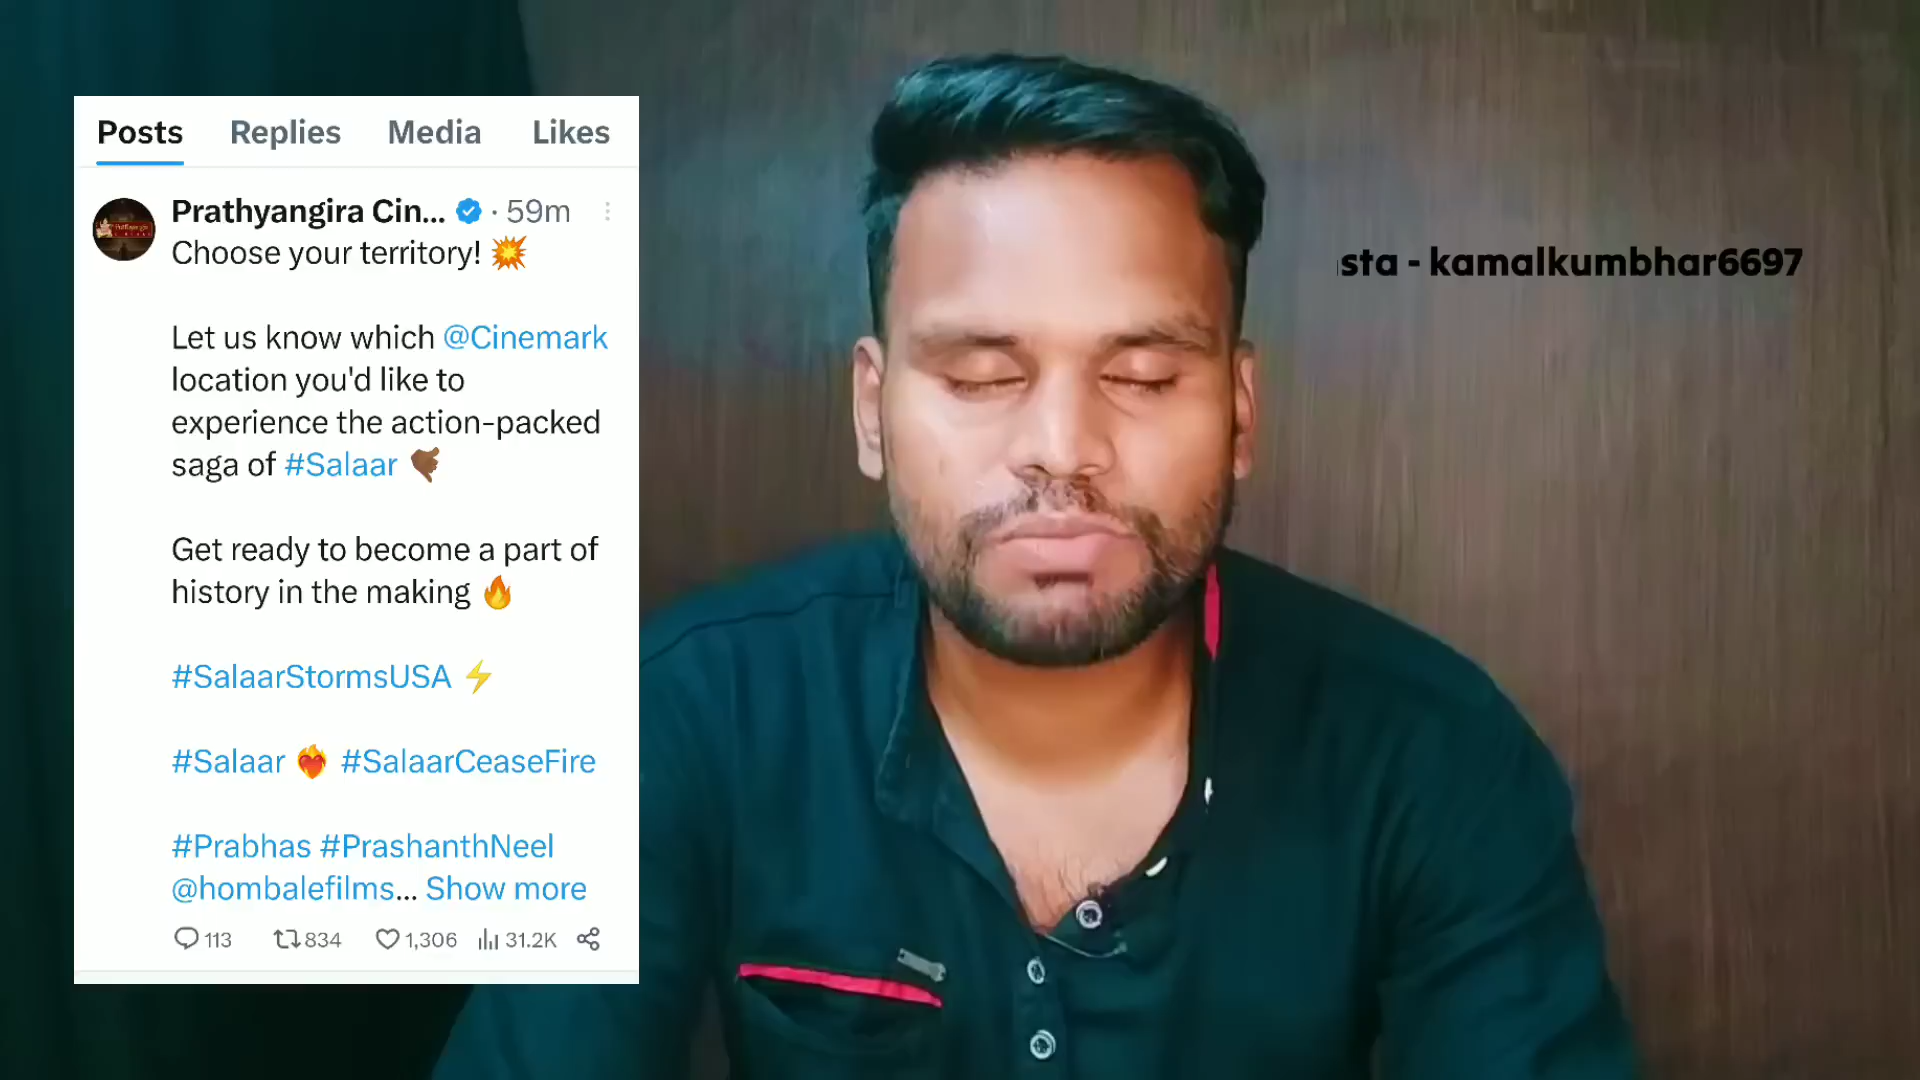 Posts Replies Media Likes
Prathyangira Cin... · 59m
Choose your territory! 💥
Let us know which @Cinemark
location you'd like to
experience the action-packed
saga of #Salaar 🤙🏾
Get ready to become a part of
history in the making 🔥
#SalaarStormsUSA ⚡
#Salaar ❤️‍🔥 #SalaarCeaseFire
#Prabhas #PrashanthNeel
@hombalefilms... Show more
113 834 1,306 31.2K
sta - kamalkumbhar6697